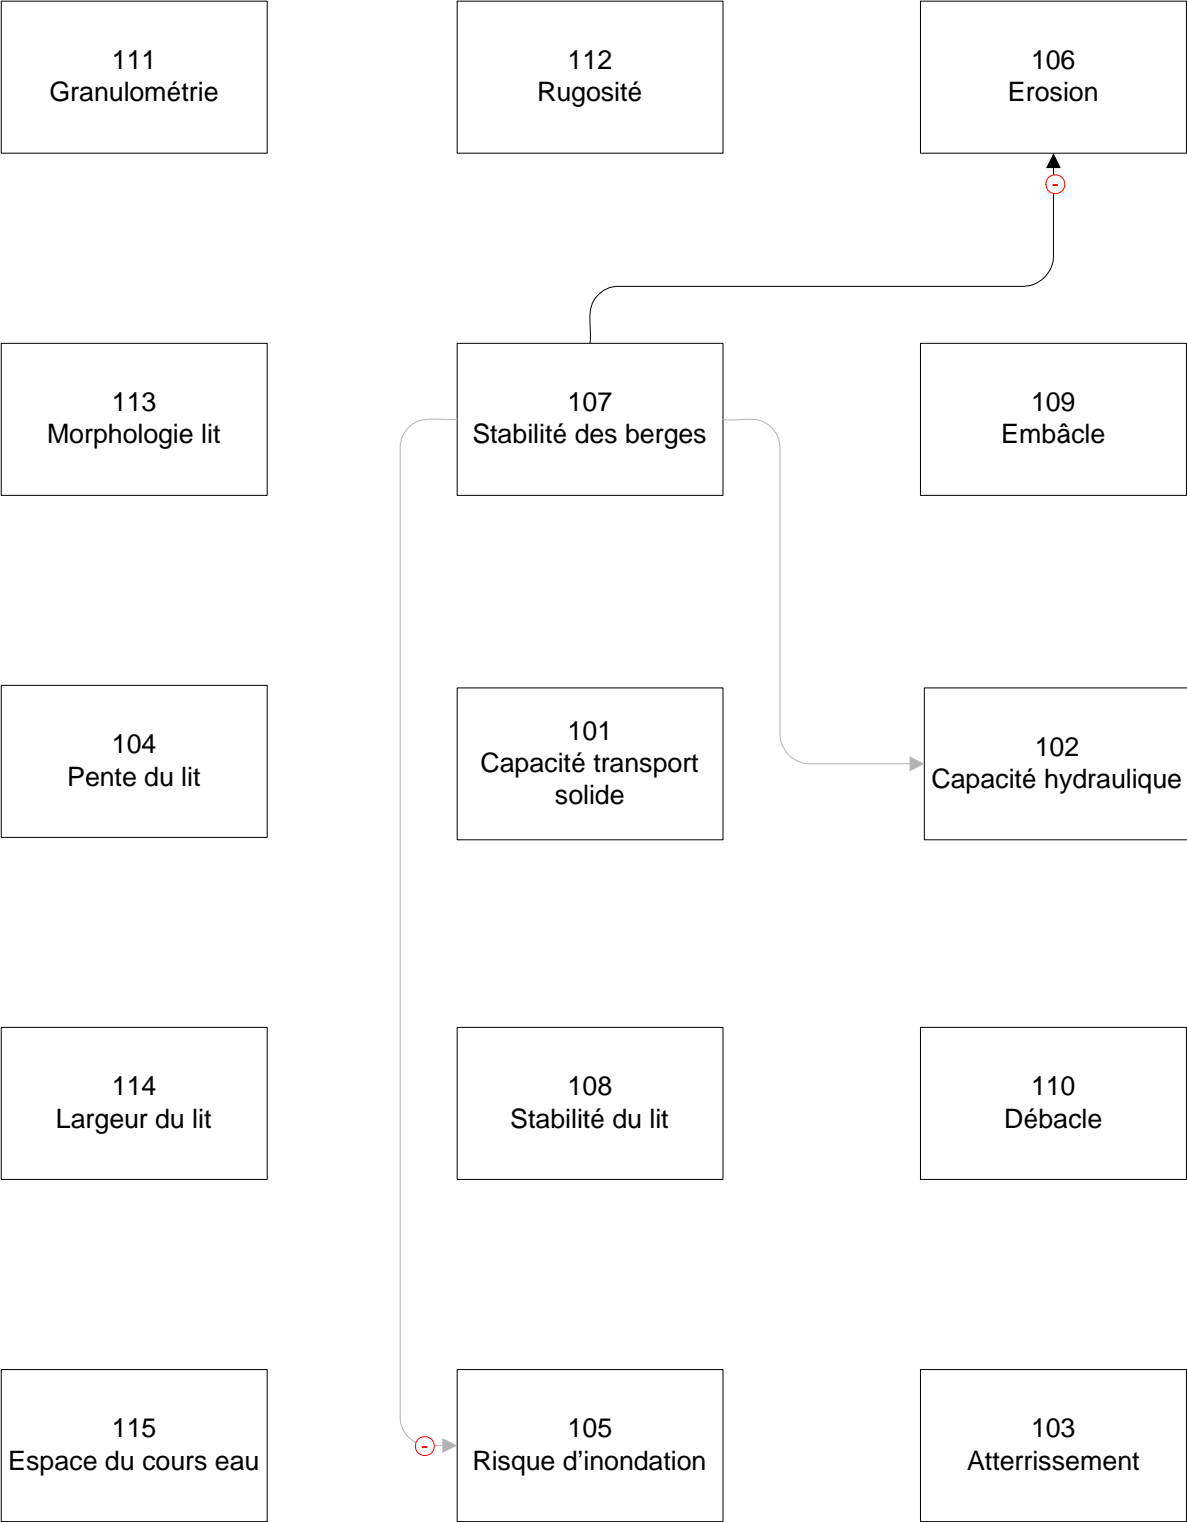 111
Granulométrie
112
Rugosité
106
Erosion
-
113
Morphologie lit
107
Stabilité des berges
109
Embâcle
104
Pente du lit
101
Capacité transport
solide
102
Capacité hydraulique
114
Largeur du lit
108
Stabilité du lit
110
Débacle
115
Espace du cours eau
-
105
Risque d’inondation
103
Atterrissement